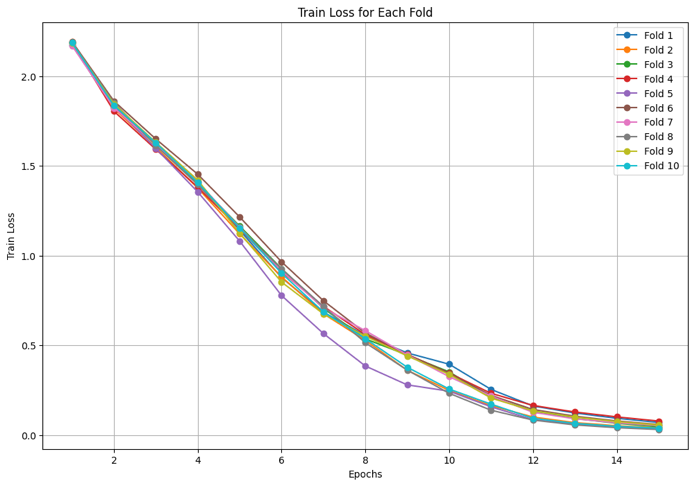 Train Loss for Each Fold
Fold 1
Fold 2
Fold 3
Fold 4
Fold 5
Fold 6
Fold 7
Fold 8
Fold 9
Fold 10
Train Loss
2.0
1.5
1.0
0.5
0.0
2
4
6
8
10
12
14
Epochs